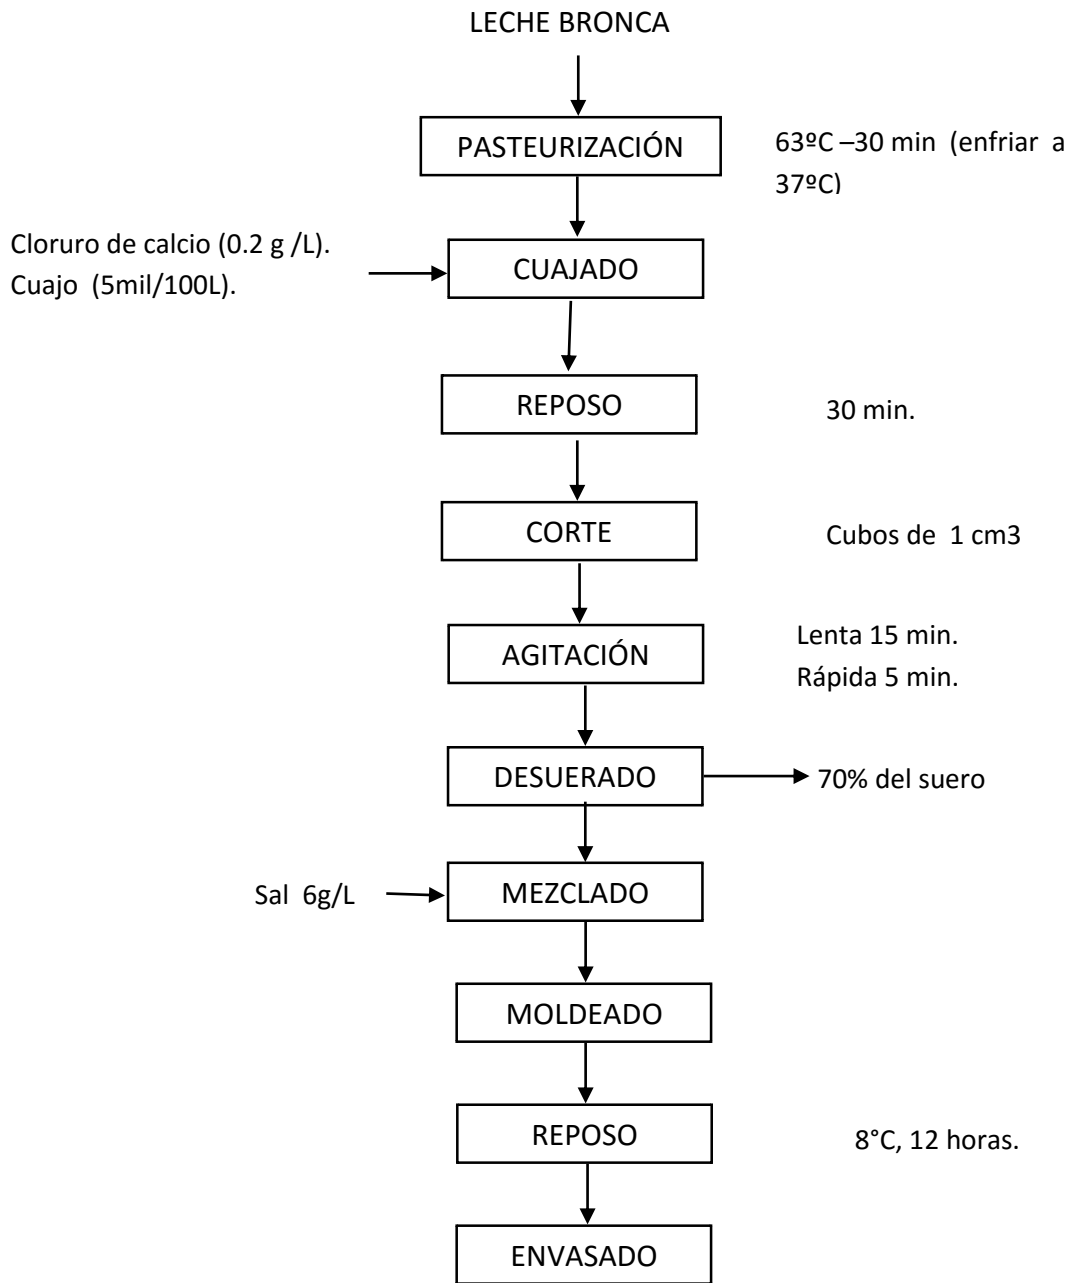 LECHE BRONCA
PASTEURIZACIÓN
63ºC –30 min (enfriar a
37ºC)
Cloruro de calcio (0.2 g /L).
Cuajo (5mil/100L).
CUAJADO
REPOSO
30 min.
CORTE
Cubos de 1 cm3
AGITACIÓN
Lenta 15 min.
Rápida 5 min.
DESUERADO
70% del suero
Sal 6g/L
MEZCLADO
MOLDEADO
REPOSO
8°C, 12 horas.
ENVASADO